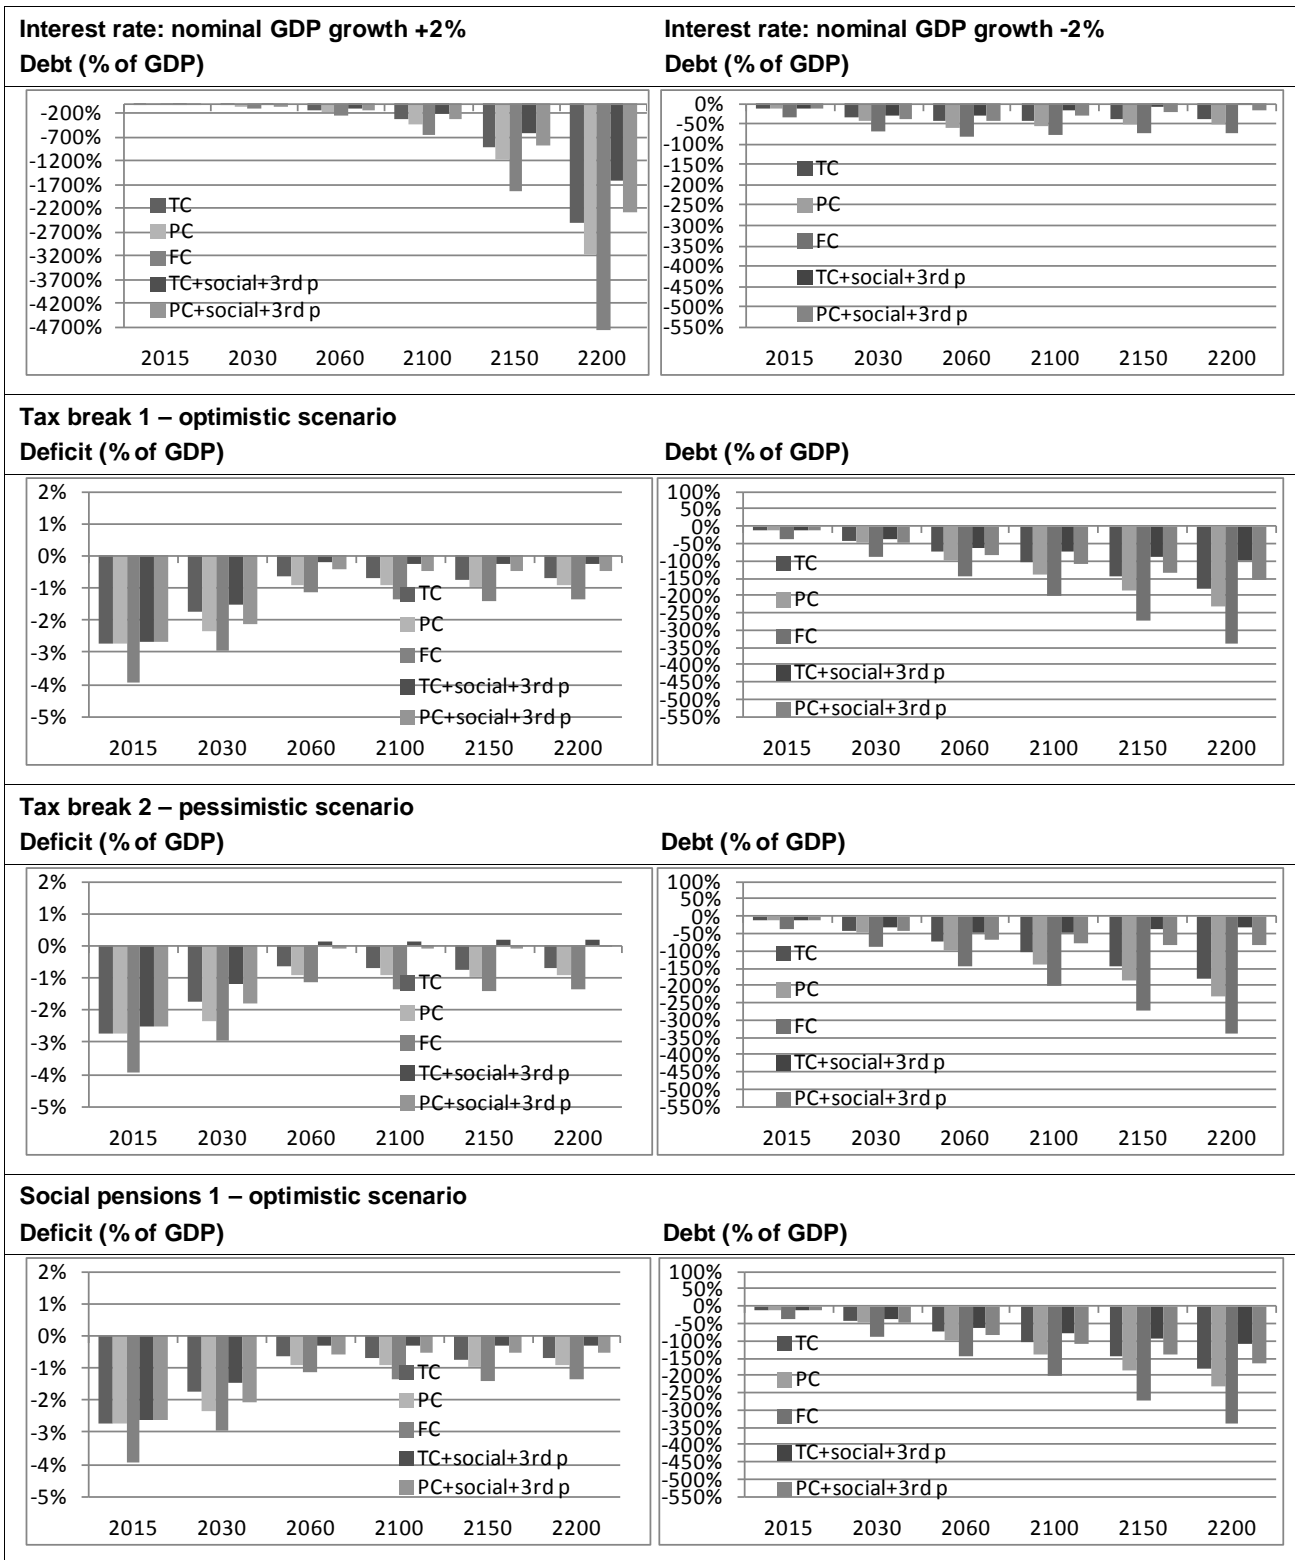 Interest rate: nominal GDP growth +2%
Debt (% of GDP)
Interest rate: nominal GDP growth -2%
Debt (% of GDP)
-200%
-700%
-1200%
-1700%
-2200%
-2700%
-3200%
-3700%
-4200%
-4700%
TC
PC
FC
TC+social+3rd p
PC+social+3rd p
2015 2030 2060 2100 2150 2200
0%
-50%
-100%
-150%
-200%
-250%
-300%
-350%
-400%
-450%
-500%
-550%
TC
PC
FC
TC+social+3rd p
PC+social+3rd p
2015 2030 2060 2100 2150 2200
Tax break 1 – optimistic scenario
Deficit (% of GDP)
Debt (% of GDP)
2%
1%
0%
-1%
-2%
-3%
-4%
-5%
TC
PC
FC
TC+social+3rd p
PC+social+3rd p
2015 2030 2060 2100 2150 2200
100%
50%
0%
-50%
-100%
-150%
-200%
-250%
-300%
-350%
-400%
-450%
-500%
-550%
TC
PC
FC
TC+social+3rd p
PC+social+3rd p
2015 2030 2060 2100 2150 2200
Tax break 2 – pessimistic scenario
Deficit (% of GDP)
Debt (% of GDP)
2%
1%
0%
-1%
-2%
-3%
-4%
-5%
TC
PC
FC
TC+social+3rd p
PC+social+3rd p
2015 2030 2060 2100 2150 2200
100%
50%
0%
-50%
-100%
-150%
-200%
-250%
-300%
-350%
-400%
-450%
-500%
-550%
TC
PC
FC
TC+social+3rd p
PC+social+3rd p
2015 2030 2060 2100 2150 2200
Social pensions 1 – optimistic scenario
Deficit (% of GDP)
Debt (% of GDP)
2%
1%
0%
-1%
-2%
-3%
-4%
-5%
TC
PC
FC
TC+social+3rd p
PC+social+3rd p
2015 2030 2060 2100 2150 2200
100%
50%
0%
-50%
-100%
-150%
-200%
-250%
-300%
-350%
-400%
-450%
-500%
-550%
TC
PC
FC
TC+social+3rd p
PC+social+3rd p
2015 2030 2060 2100 2150 2200